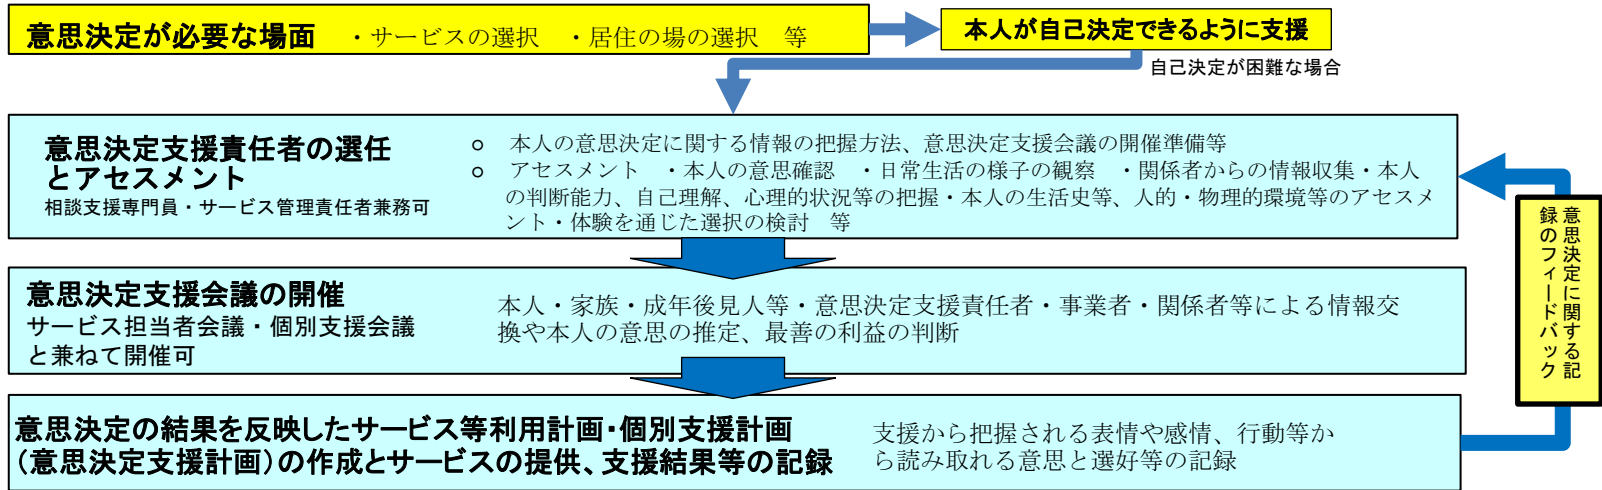 意思決定が必要な場面　・サービスの選択　・居住の場の選択　等
本人が自己決定できるように支援
自己決定が困難な場合
意思決定支援責任者の選任
とアセスメント
相談支援専門員・サービス管理責任者兼務可
○　本人の意思決定に関する情報の把握方法、意思決定支援会議の開催準備等
○　アセスメント　・本人の意思確認　・日常生活の様子の観察　・関係者からの情報収集・本人
の判断能力、自己理解、心理的状況等の把握・本人の生活史等、人的・物理的環境等のアセスメ
ント・体験を通じた選択の検討　等
意思決定支援会議の開催
サービス担当者会議・個別支援会議
と兼ねて開催可
本人・家族・成年後見人等・意思決定支援責任者・事業者・関係者等による情報交
換や本人の意思の推定、最善の利益の判断
意思決定の結果を反映したサービス等利用計画・個別支援計画
（意思決定支援計画）の作成とサービスの提供、支援結果等の記録
支援から把握される表情や感情、行動等か
ら読み取れる意思と選好等の記録
意思決定に関する記
録のフィードバック